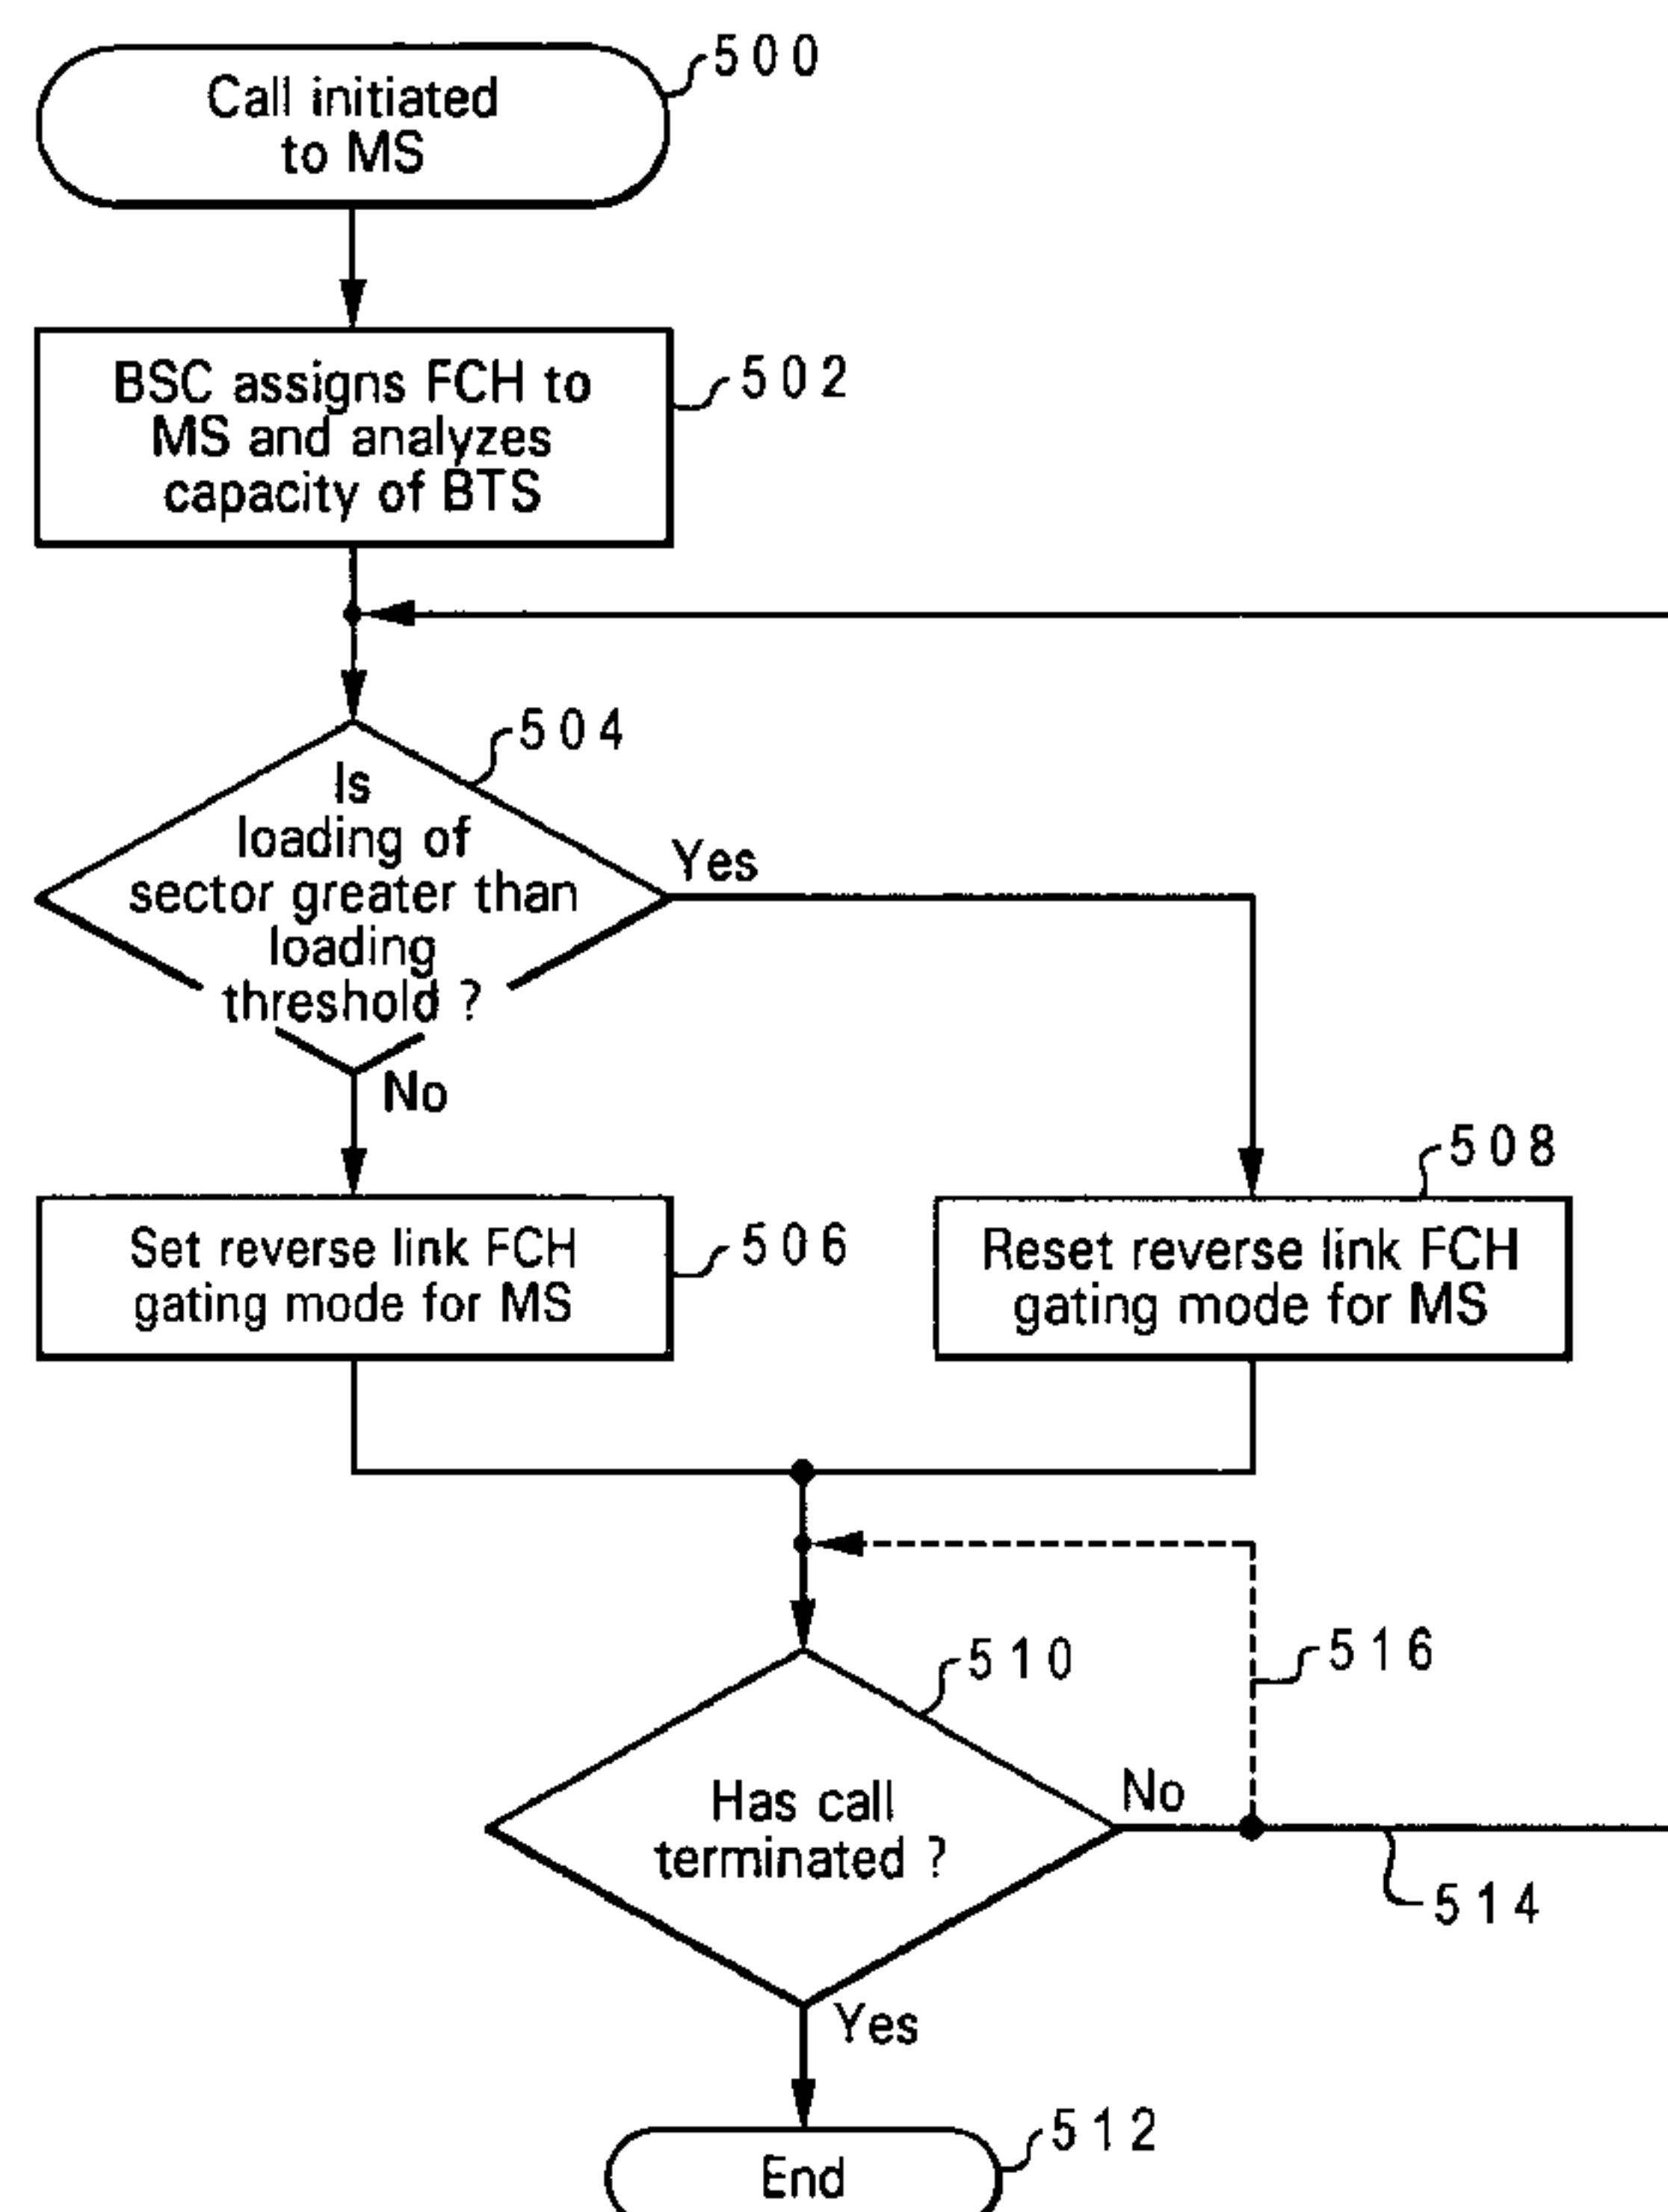 500
Call initiated
to MS
502
BSC assigns FCH to
MS and analyzes
capacity of BTS
504
Is
loading of
sector greater than
loading
threshold ?
Yes
No
506
Set reverse link FCH
gating mode for MS
508
Reset reverse link FCH
gating mode for MS
516
510
Has call
terminated ?
No
514
Yes
512
End